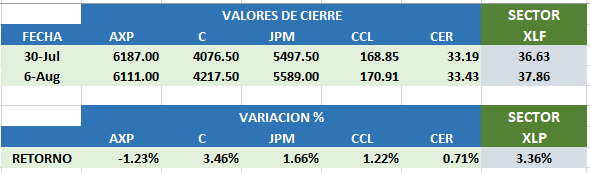 VALORES DE CIERRE SECTOR
FECHA AXP C JPM CCL CER XLF
30-Jul 6187.00 4076.50 5497.50 168.85 33.19 36.63
6-Aug 6111.00 4217.50 5589.00 170.91 33.43 37.86
VARIACION % SECTOR
AXP C JPM CCL CER XLP
RETORNO -1.23% 3.46% 1.66% 1.22% 0.71% 3.36%